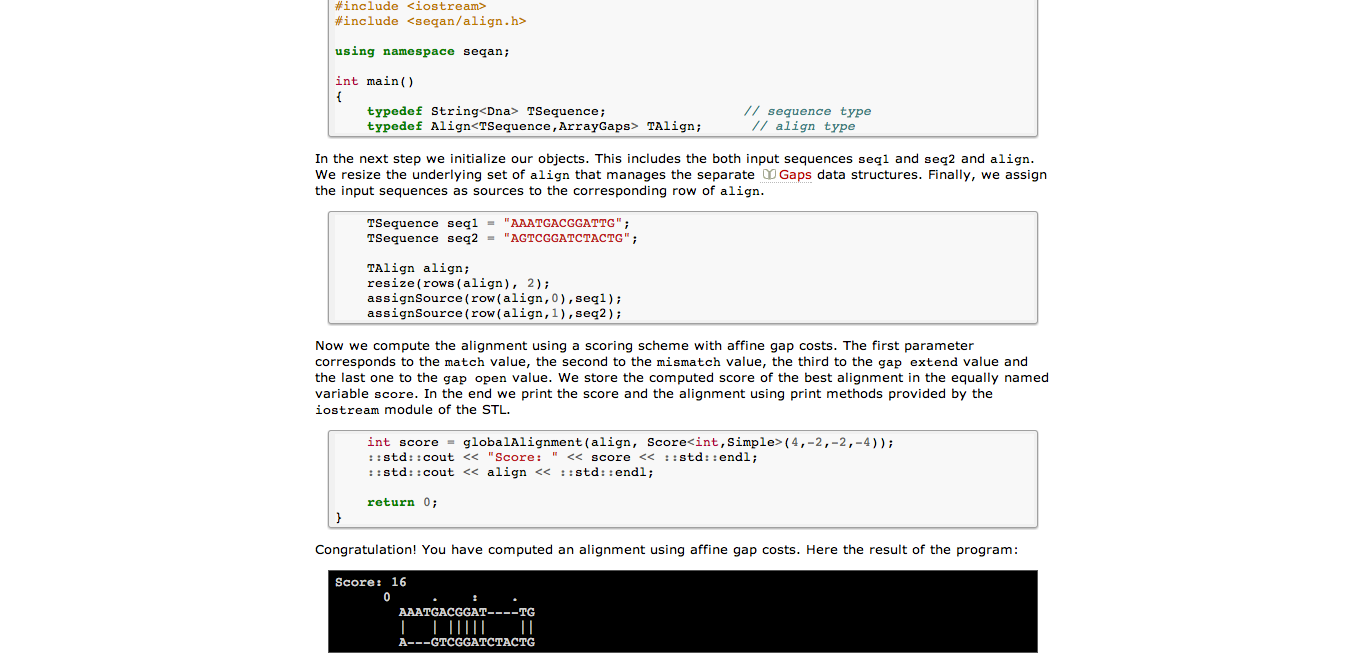 #include <iostream>
#include <seqan/align.h>
using namespace seqan;
int main()
{
    typedef String<Dna> TSequence;                 // sequence type
    typedef Align<TSequence,ArrayGaps> TAlign;      // align type
In the next step we initialize our objects. This includes the both input sequences seq1 and seq2 and align.
We resize the underlying set of align that manages the separate Gaps data structures. Finally, we assign
the input sequences as sources to the corresponding row of align.
    TSequence seq1 = "AAATGACGGATTG";
    TSequence seq2 = "AGTCGGATCTACTG";
    TAlign align;
    resize(rows(align), 2);
    assignSource(row(align,0),seq1);
    assignSource(row(align,1),seq2);
Now we compute the alignment using a scoring scheme with affine gap costs. The first parameter
corresponds to the match value, the second to the mismatch value, the third to the gap extend value and
the last one to the gap open value. We store the computed score of the best alignment in the equally named
variable score. In the end we print the score and the alignment using print methods provided by the
iostream module of the STL.
    int score = globalAlignment(align, Score<int,Simple>(4,-2,-2,-4));
    ::std::cout << "Score: " << score << ::std::endl;
    ::std::cout << align << ::std::endl;
    return 0;
}
Congratulation! You have computed an alignment using affine gap costs. Here the result of the program:
Score: 16
      0     .    :    .
        AAATGACGGAT----TG
        |   | |||||    ||
        A---GTCGGATCTACTG